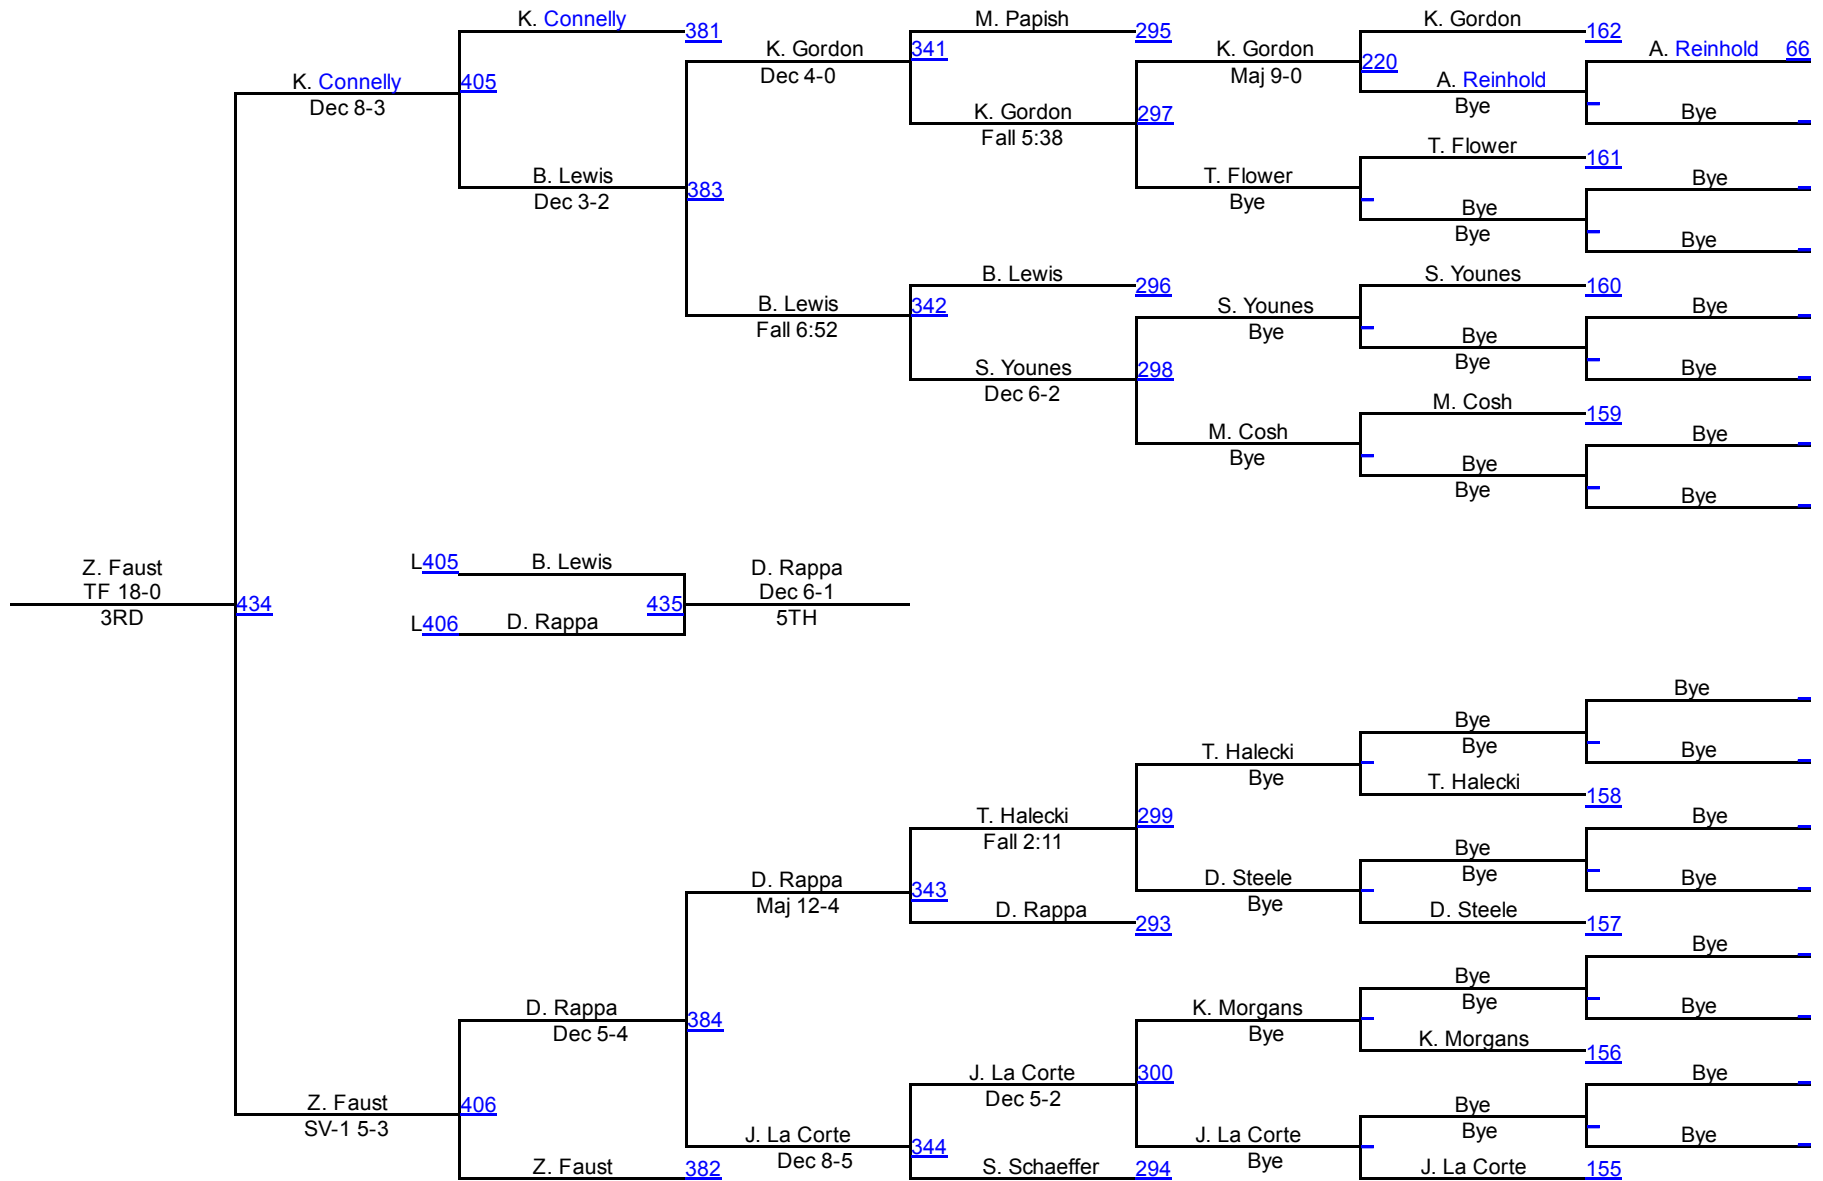 K. Connelly
381
M. Papish
295
K. Gordon
162
K. Gordon
341
K. Gordon
A. Reinhold 66
Dec 4-0
Maj 9-0
220
K. Connelly
405
A. Reinhold
Dec 8-3
K. Gordon
297
Bye
Bye
Fall 5:38
T. Flower
161
B. Lewis
383
T. Flower
Bye
Dec 3-2
Bye
Bye
Bye
Bye
B. Lewis
296
S. Younes
160
B. Lewis
342
S. Younes
Bye
Fall 6:52
Bye
Bye
Bye
S. Younes
298
Bye
Dec 6-2
M. Cosh
159
M. Cosh
Bye
Bye
Bye
Bye
Bye
Z. Faust
L405
B. Lewis
D. Rappa
TF 18-0
Dec 6-1
434
435
3RD
L406
D. Rappa
5TH
Bye
Bye
T. Halecki
Bye
Bye
Bye
T. Halecki
158
T. Halecki
299
Bye
Fall 2:11
Bye
D. Rappa
343
D. Steele
Bye
Bye
Maj 12-4
Bye
D. Rappa
293
D. Steele
157
Bye
Bye
D. Rappa
384
K. Morgans
Bye
Bye
Dec 5-4
Bye
K. Morgans
156
J. La Corte
300
Bye
Dec 5-2
Z. Faust
406
Bye
SV-1 5-3
J. La Corte
344
J. La Corte
Bye
Bye
Dec 8-5
Bye
Z. Faust
382
S. Schaeffer
294
J. La Corte
155